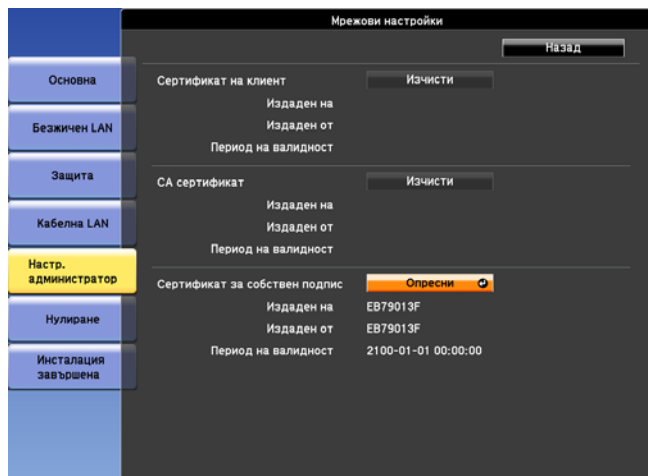 Мрежови настройки
Назад
Основна
Безжичен LAN
Защита
Кабелна LAN
Настр.
администратор
Нулиране
Инсталация
завършена
Сертификат на клиент Изчисти
Издаден на
Издаден от
Период на валидност
СА сертификат Изчисти
Издаден на
Издаден от
Период на валидност
Сертификат за собствен подпис Опресни
Издаден на EB79013F
Издаден от EB79013F
Период на валидност 2100-01-01 00:00:00